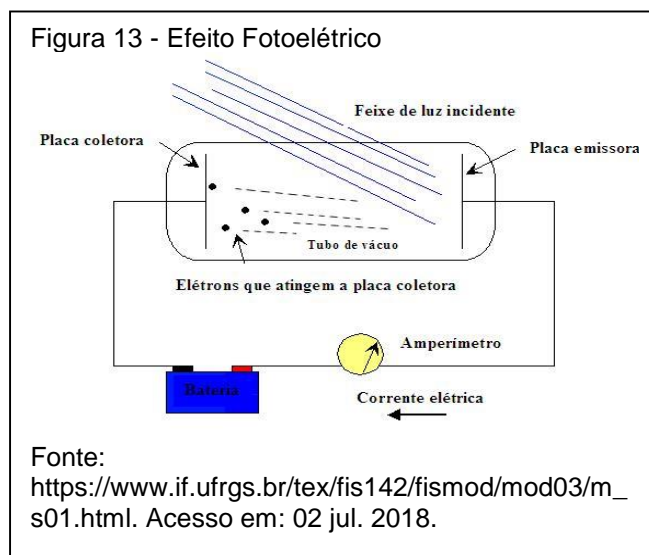 Figura 13 - Efeito Fotoelétrico
Feixe de luz incidente
Placa coletora
Placa emissora
Tubo de vácuo
Elétrons que atingem a placa coletora
Amperímetro
Bateria
Corrente elétrica
Fonte:
https://www.if.ufrgs.br/tex/fis142/fismod/mod03/m_
s01.html. Acesso em: 02 jul. 2018.